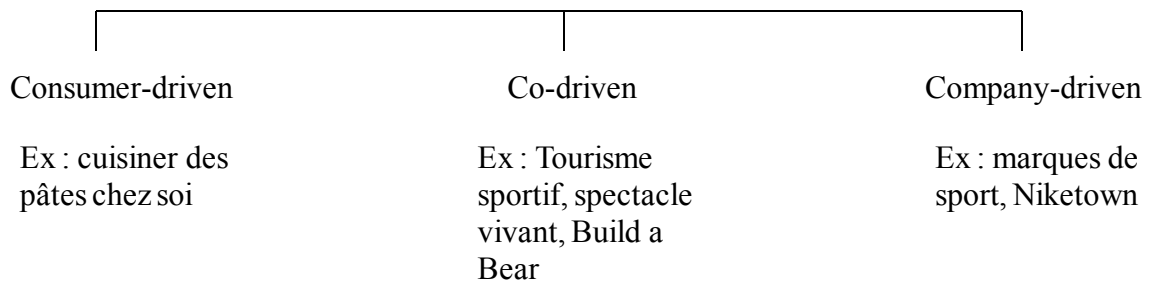 Consumer-driven
Co-driven
Company-driven
Ex : cuisiner des
pâtes chez soi
Ex : Tourisme
sportif, spectacle
vivant, Build a
Bear
Ex : marques de
sport, Niketown